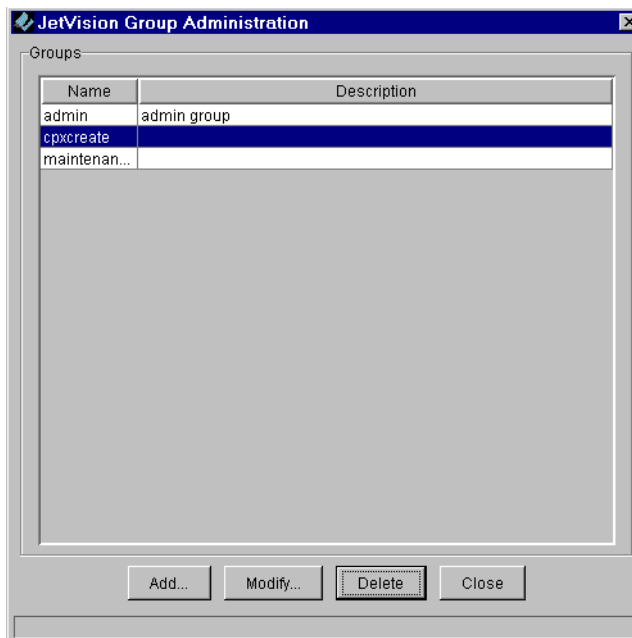 JetVision Group Administration
Groups
Name Description
admin admin group
cpxcreate
maintenan...
Add... Modify... Delete Close